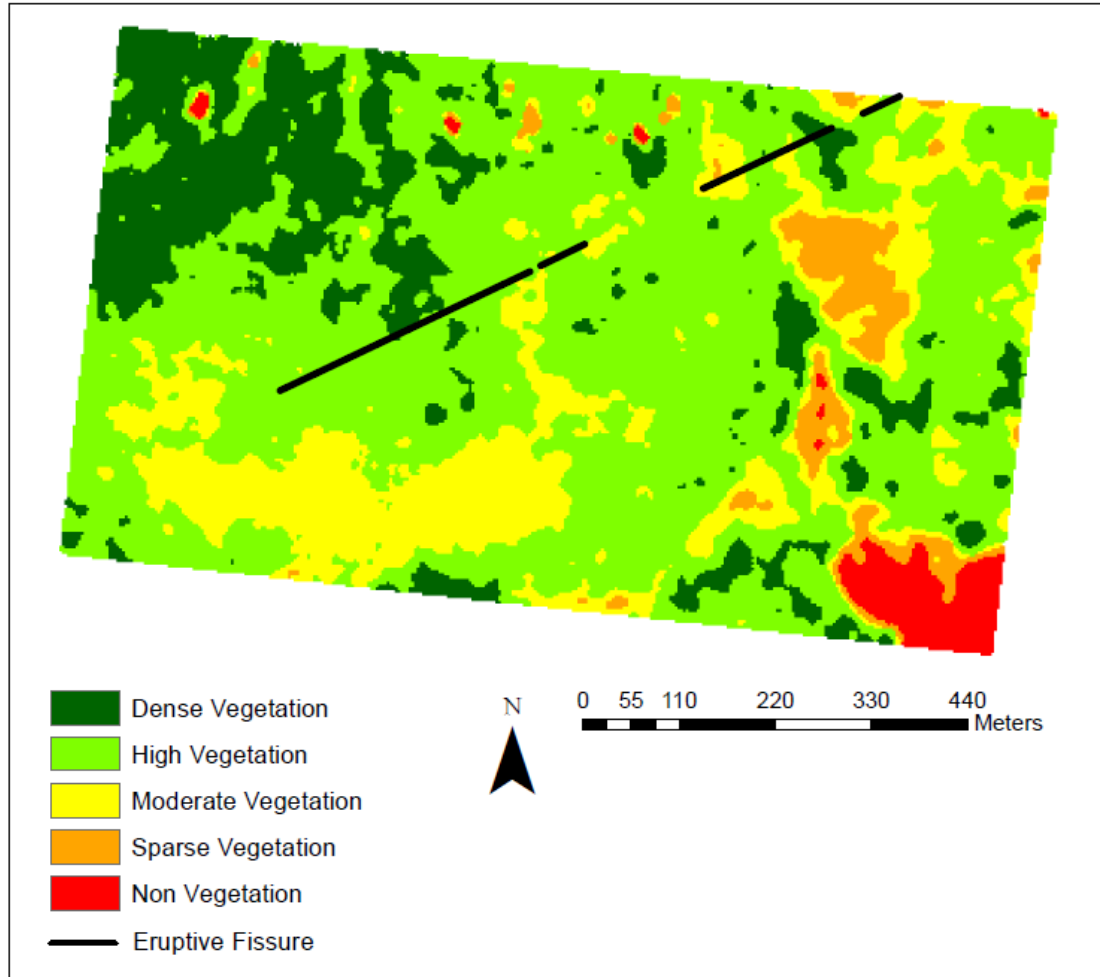 Dense Vegetation
High Vegetation
Moderate Vegetation
Sparse Vegetation
Non Vegetation
Eruptive Fissure
N
0 55 110 220 330 440
Meters